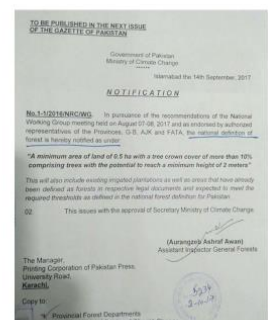 TO BE PUBLISHED IN THE NEXT ISSUE
OF THE GAZETTE OF PAKISTAN
Government of Pakistan
Ministry of Climate Change
******
Islamabad the 14th September, 2017
NOTIFICATION
No.1-1/2016/NRC/WG. In pursuance of the recommendations of the National
Working Group meeting held on August 07-08, 2017 and as endorsed by authorized
representatives of the Provinces, G.B, AJK and FATA, the national definition of
forest is hereby notified as under:
"A minimum area of land of 0.5 ha with a tree crown cover of more than 10%
comprising trees with the potential to reach a minimum height of 2 meters"
This will also include existing irrigated plantations as well as areas that have already
been defined as forests in respective legal documents and expected to meet the
required thresholds as defined in the national forest definition for Pakistan.
02. This issues with the approval of Secretary Ministry of Climate Change.
(Aurangzeb Ashraf Awan)
Assistant Inspector General Forests
The Manager,
Printing Corporation of Pakistan Press,
University Road,
Karachi.
Copy to:
Provincial Forest Departments